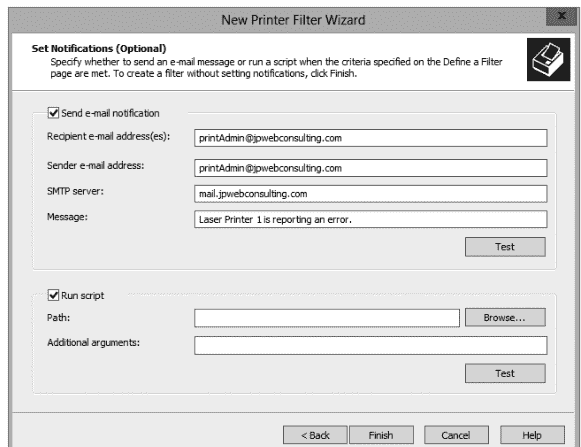 New Printer Filter Wizard
x
Set Notifications (Optional)
Specify whether to send an e-mail message or run a script when the criteria specified on the Define a Filter
page are met. To create a filter without setting notifications, click Finish.
Send e-mail notification
Recipient e-mail address(es): printAdmin@jpwebconsulting.com
Sender e-mail address: printAdmin@jpwebconsulting.com
SMTP server: mail.jpwebconsulting.com
Message: Laser Printer 1 is reporting an error.
Test
Run script
Path: Browse...
Additional arguments:
Test
< Back Finish Cancel Help